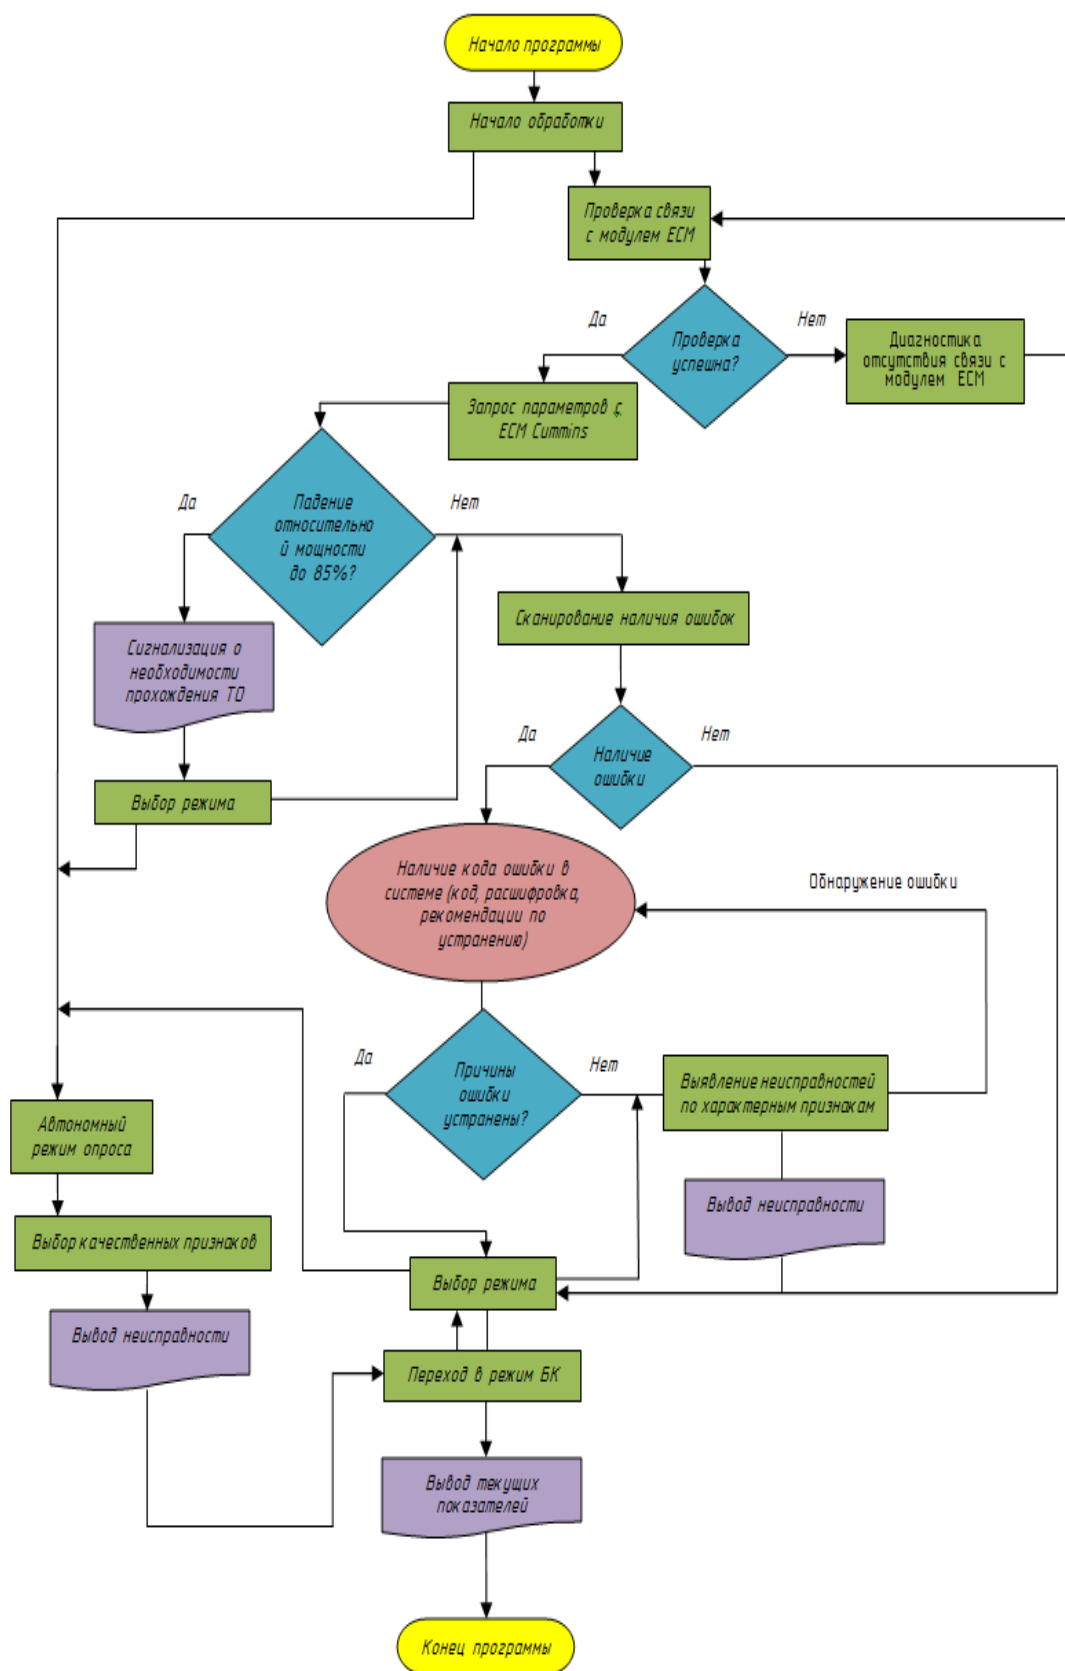 Начало программы
Начало обработки
Проверка связи
с модулем ECM
Да
Проверка
успешна?
Нет
Диагностика
отсутствия связи с
модулем ECM
Запрос параметров с
ECM Cummins
Да
Падение
относительно
й мощности
до 85%?
Нет
Сканирование наличия ошибок
Сигнализация о
необходимости
прохождения ТО
Да
Наличие
ошибки
Нет
Выбор режима
Наличие кода ошибки в
системе (код, расшифровка,
рекомендации по
устранению)
Обнаружение ошибки
Да
Причины
ошибки
устранены?
Нет
Выявление неисправностей
по характерным признакам
Автономный
режим опроса
Вывод неисправности
Выбор качественных признаков
Выбор режима
Вывод неисправности
Переход в режим БК
Вывод текущих
показателей
Конец программы